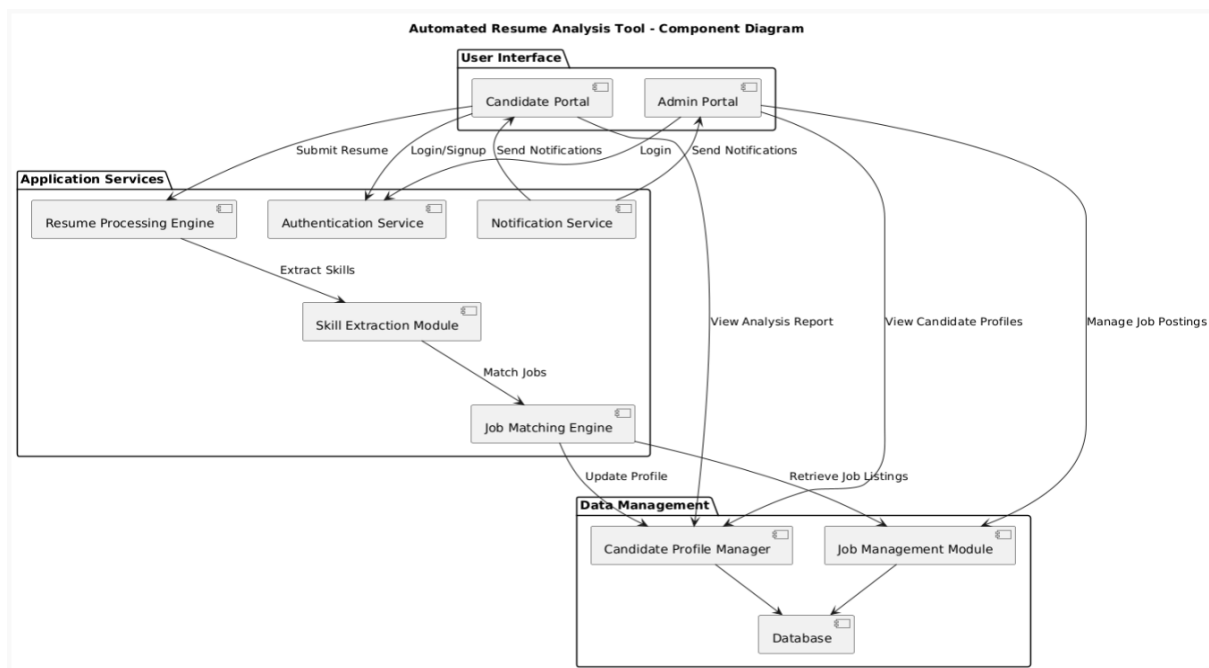 Automated Resume Analysis Tool - Component Diagram
User Interface
Candidate Portal
Admin Portal
Submit Resume
Login/Signup
Send Notifications
Login
Send Notifications
Application Services
Resume Processing Engine
Authentication Service
Notification Service
Extract Skills
Skill Extraction Module
View Analysis Report
View Candidate Profiles
Manage Job Postings
Match Jobs
Job Matching Engine
Update Profile
Retrieve Job Listings
Data Management
Candidate Profile Manager
Job Management Module
Database